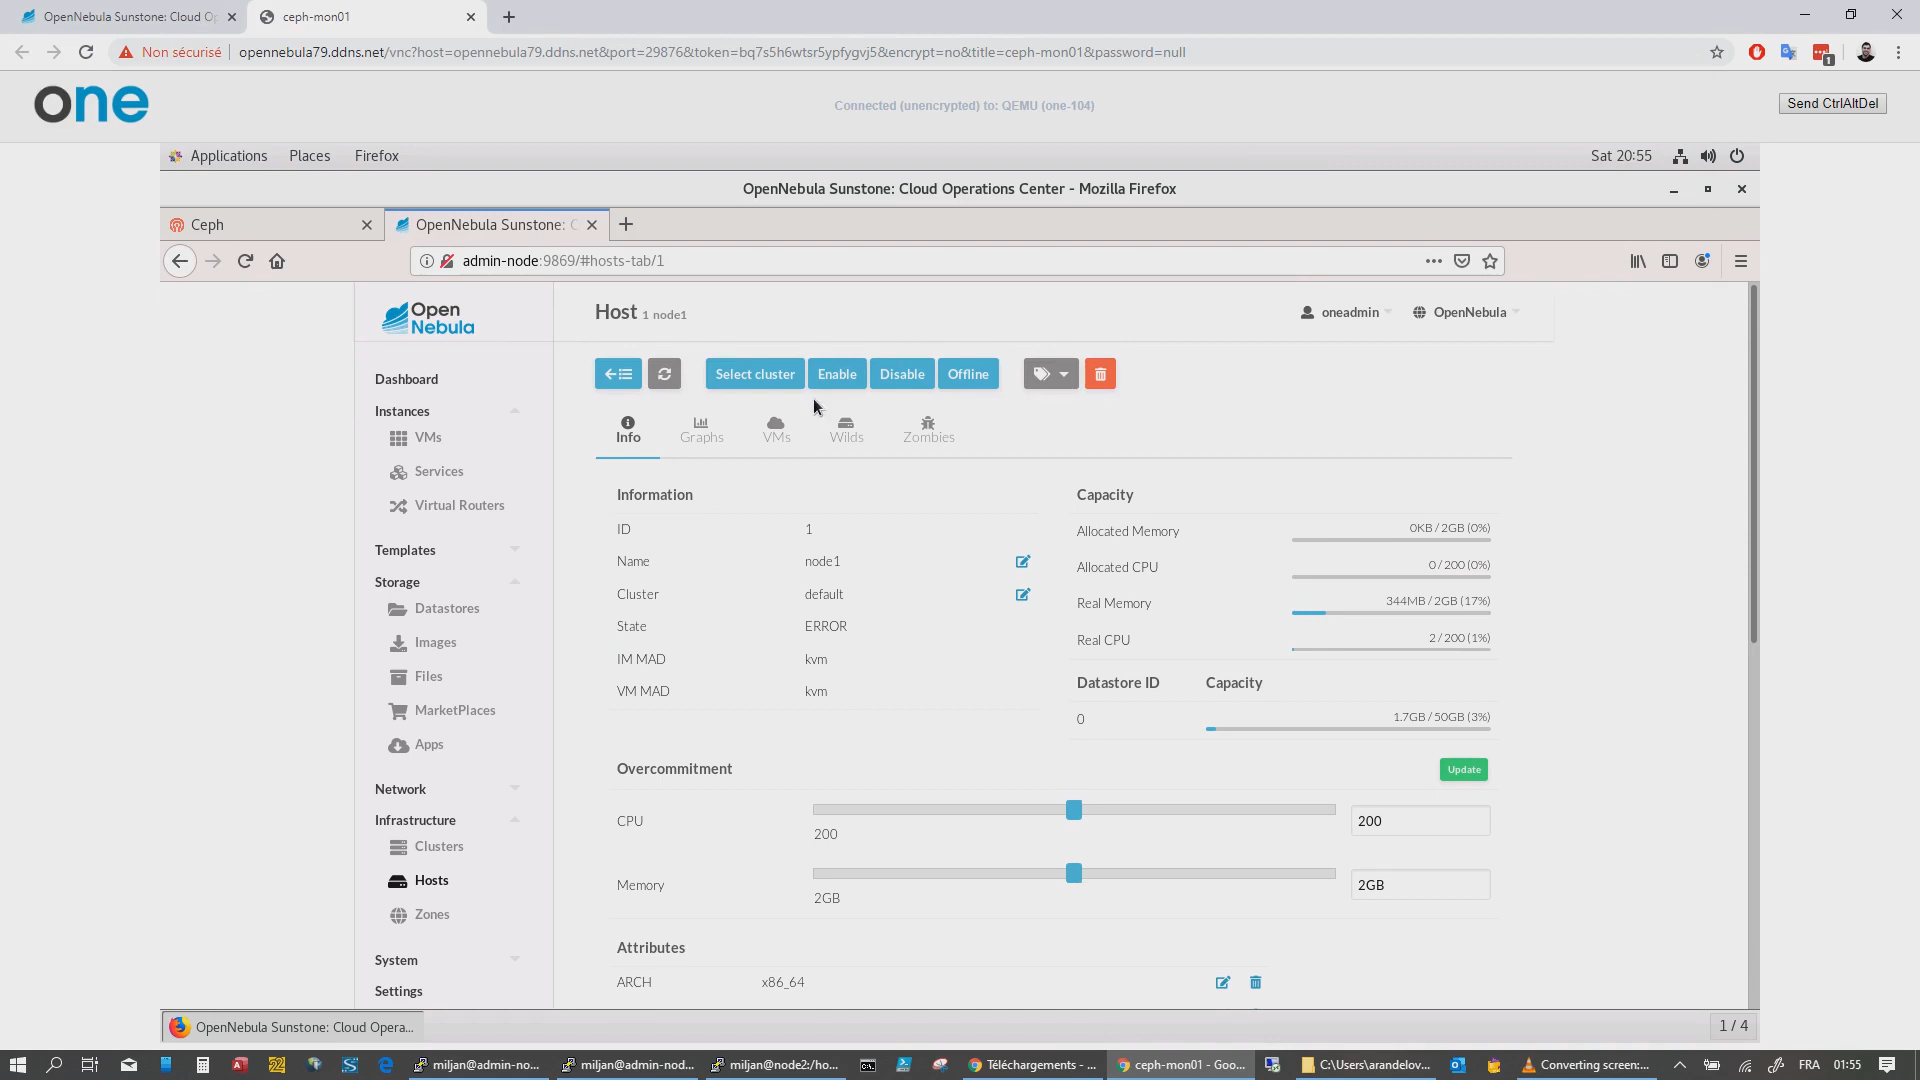 OpenNebula Sunstone: Cloud Op
ceph-mon01
Non sécurisé
opennebula79.ddns.net/vnc?host=opennebula79.ddns.net&port=29876&token=bq7s5h6wtsr5ypfygvj5&encrypt=no&title=ceph-mon01&password=null
1
one
Connected (unencrypted) to: QEMU (one-104)
Send CtrlAltDel
Applications Places Firefox
Sat 20:55
OpenNebula Sunstone: Cloud Operations Center - Mozilla Firefox
Ceph
OpenNebula Sunstone: C
admin-node:9869/#hosts-tab/1
Open
Nebula
Host 1 node1
oneadmin
OpenNebula
Select cluster
Enable
Disable
Offline
Dashboard
Instances
VMs
Services
Virtual Routers
Templates
Storage
Datastores
Images
Files
MarketPlaces
Apps
Network
Infrastructure
Clusters
Hosts
Zones
System
Settings
Info
Graphs
VMs
Wilds
Zombies
Information
ID 1
Name node1
Cluster default
State ERROR
IM MAD kvm
VM MAD kvm
Capacity
Allocated Memory 0KB / 2GB (0%)
Allocated CPU 0 / 200 (0%)
Real Memory 344MB / 2GB (17%)
Real CPU 2 / 200 (1%)
Datastore ID Capacity
0 1.7GB / 50GB (3%)
Overcommitment
Update
CPU
200
200
Memory
2GB
2GB
Attributes
ARCH x86_64
OpenNebula Sunstone: Cloud Opera...
1 / 4
miljan@admin-no...
miljan@admin-nod...
miljan@node2:/ho...
Téléchargements - ...
ceph-mon01 - Goo...
C:\Users\arandelov...
Converting screen:...
FRA
01:55